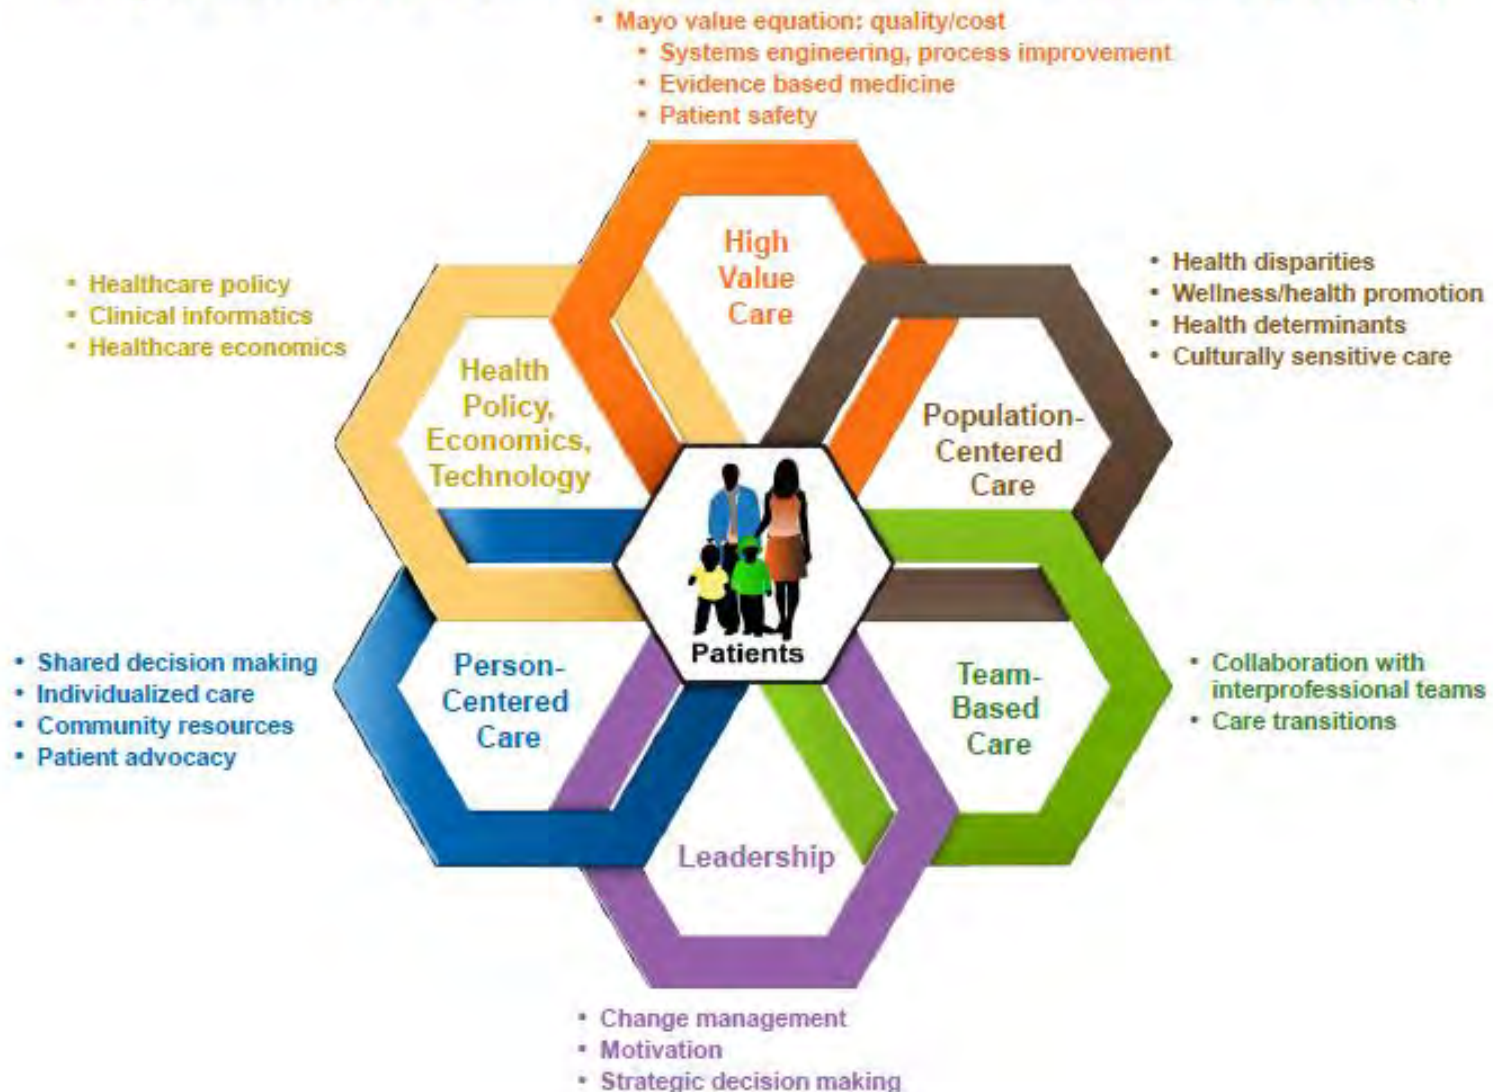 • Mayo value equation: quality/cost
• Systems engineering, process improvement
• Evidence based medicine
• Patient safety
High
Value
Care
• Healthcare policy
• Clinical informatics
• Healthcare economics
• Health disparities
• Wellness/health promotion
• Health determinants
• Culturally sensitive care
Health
Policy,
Economics,
Technology
Population-
Centered
Care
Patients
• Shared decision making
• Individualized care
• Community resources
• Patient advocacy
Person-
Centered
Care
Team-
Based
Care
• Collaboration with
interprofessional teams
• Care transitions
Leadership
• Change management
• Motivation
• Strategic decision making